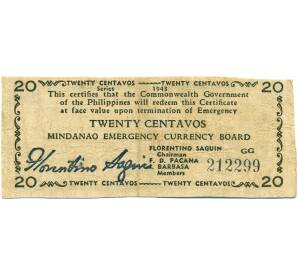 20 TWENTY CENTAVOS TWENTY CENTAVOS 20
Series 1943
This certifies that the Commonwealth Government
of the Philippines will redeem this Certificate
at face value upon termination of Emergency
TWENTY CENTAVOS
MINDANAO EMERGENCY CURRENCY BOARD
FLORENTINO SAGUIN GG
Chairman
Florentino Saguin
F. D. PACANA
BARBASA
Members
212299
20 TWENTY CENTAVOS TWENTY CENTAVOS 20